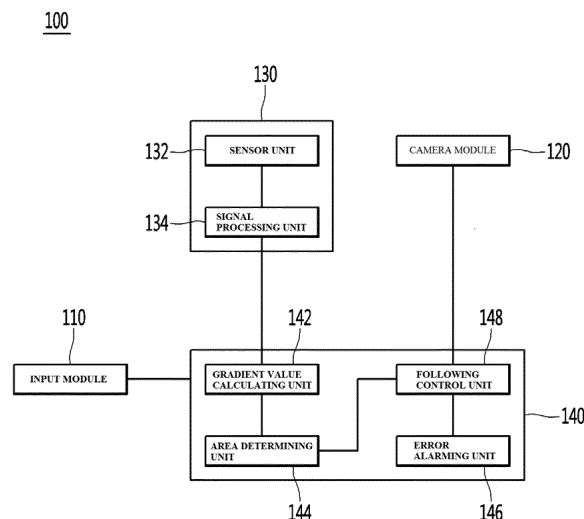 100
130
132
SENSOR UNIT
CAMERA MODULE
120
134
SIGNAL
PROCESSING UNIT
110
142
148
INPUT MODULE
GRADIENT VALUE
CALCULATING UNIT
FOLLOWING
CONTROL UNIT
140
AREA DETERMINING
UNIT
ERROR
ALARMING UNIT
144
146